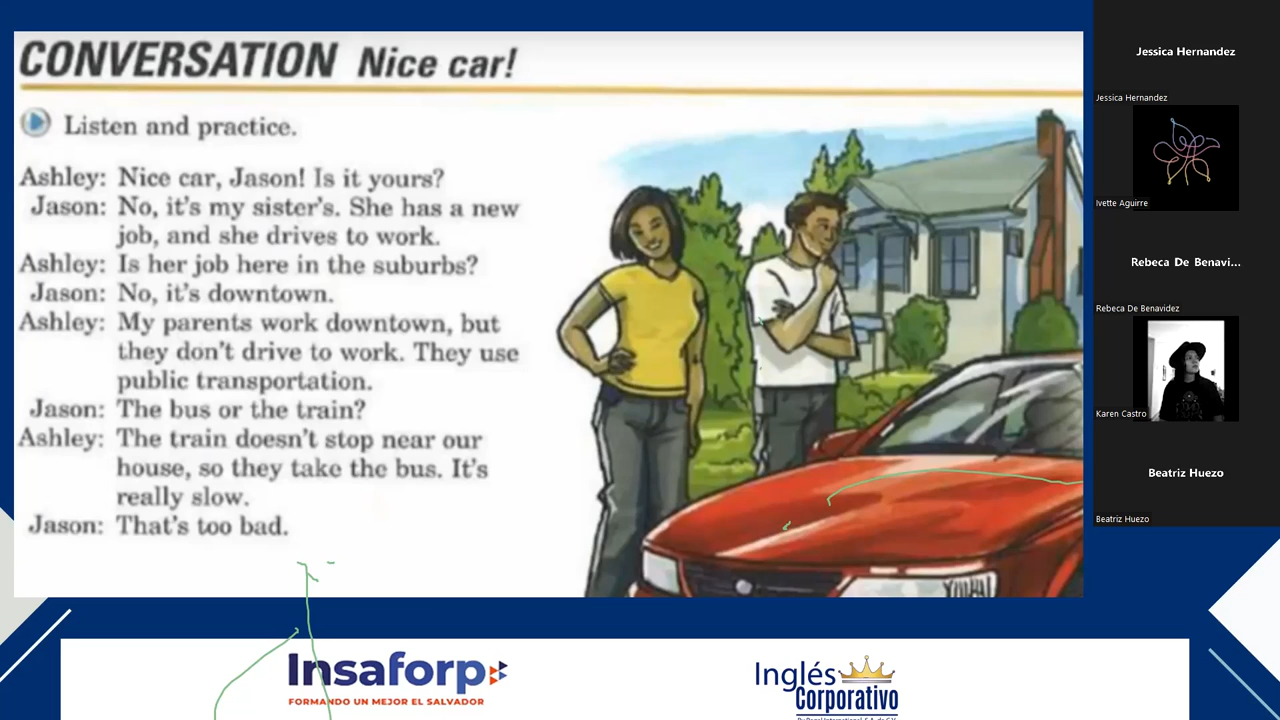 CONVERSATION Nice car!
Listen and practice.
Ashley: Nice car, Jason! Is it yours?
Jason: No, it's my sister's. She has a new
job, and she drives to work.
Ashley: Is her job here in the suburbs?
Jason: No, it's downtown.
Ashley: My parents work downtown, but
they don't drive to work. They use
public transportation.
Jason: The bus or the train?
Ashley: The train doesn't stop near our
house, so they take the bus. It's
really slow.
Jason: That's too bad.
Insaforp
FORMANDO UN MEJOR EL SALVADOR
Inglés
Corporativo
Jessica Hernandez
Jessica Hernandez
Ivette Aguirre
Rebeca De Benavi...
Rebeca De Benavidez
Karen Castro
Beatriz Huezo
Beatriz Huezo